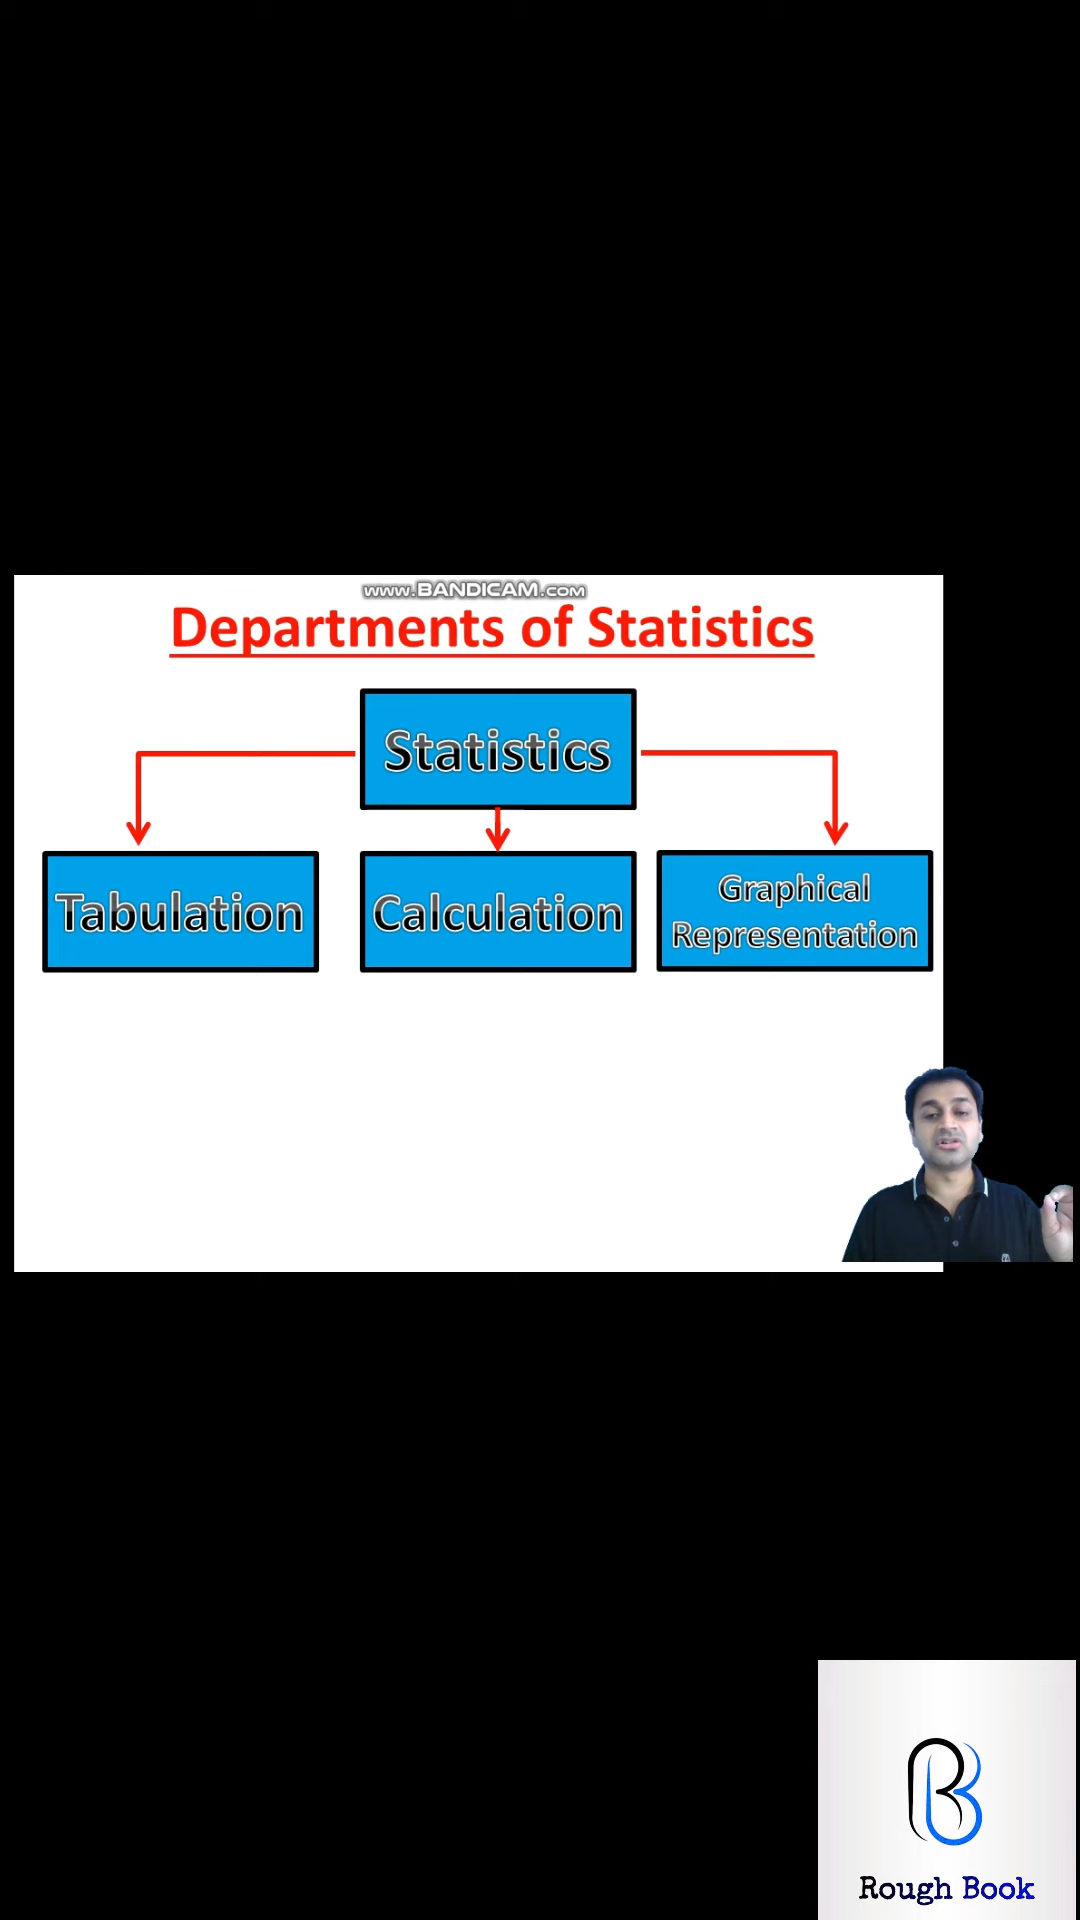 www.BANDICAM.com
Departments of Statistics
Statistics
Tabulation
Calculation
Graphical
Representation
Rough Book